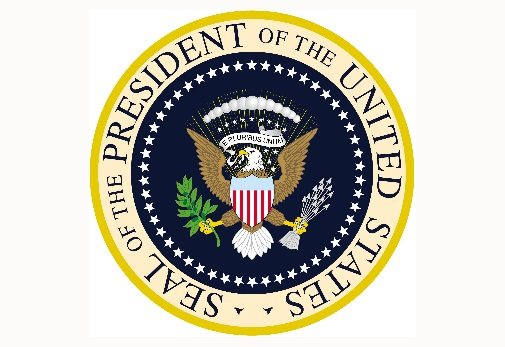 SEAL OF THE PRESIDENT OF THE UNITED STATES
E PLURIBUS UNUM